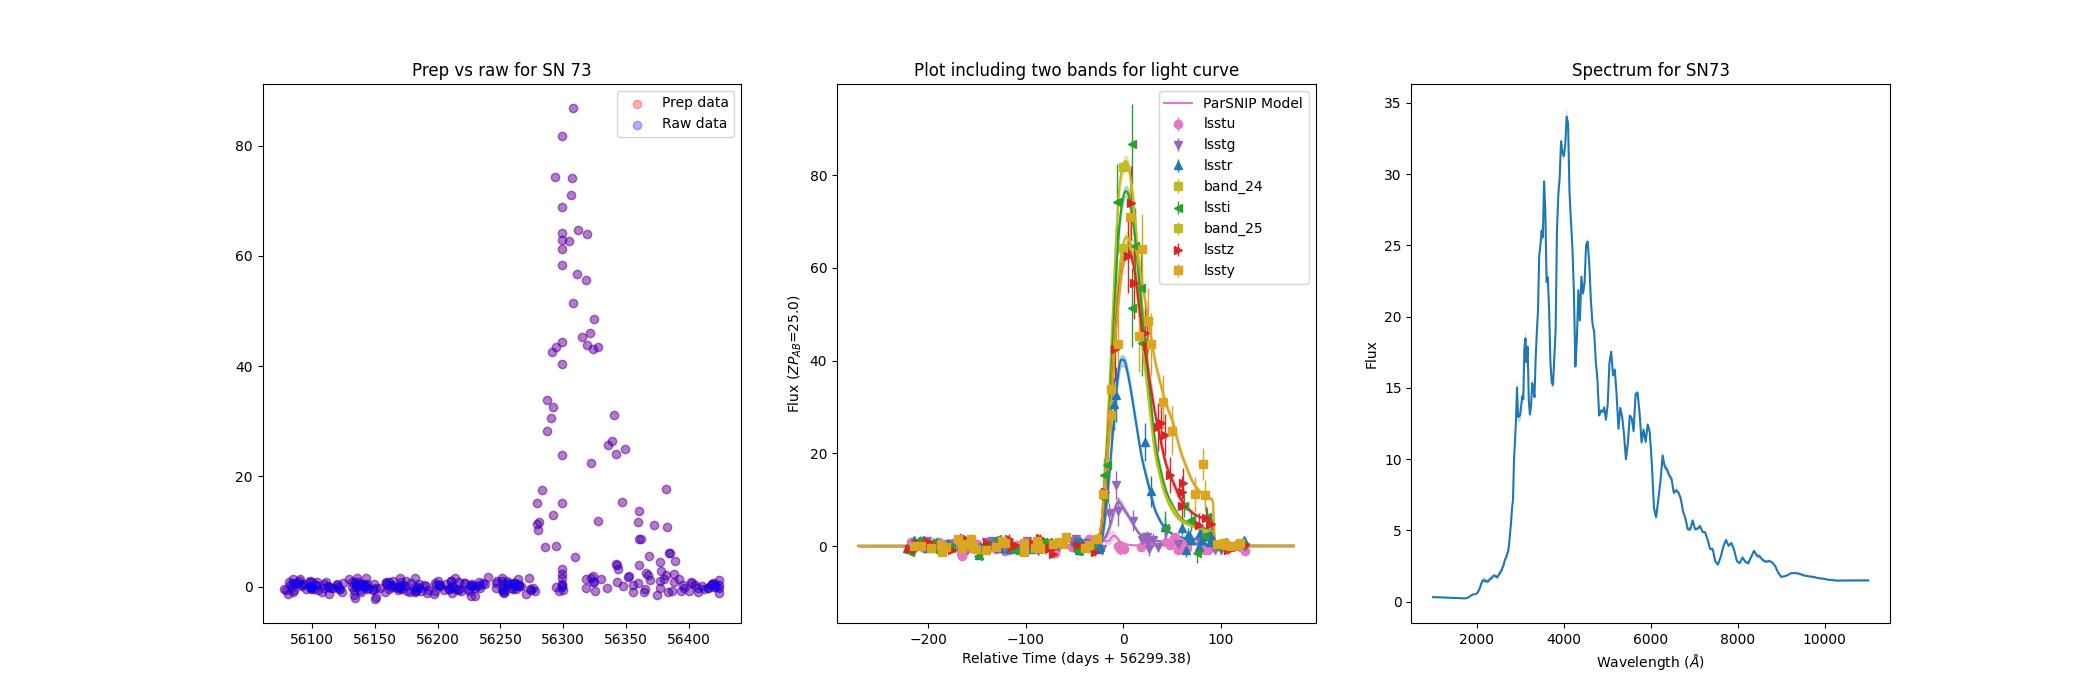 Prep vs raw for SN 73
Prep data
Raw data
80
60
40
20
0
56100 56150 56200 56250 56300 56350 56400
Plot including two bands for light curve
ParSNIP Model
lsstu
lsstg
lsstr
band_24
lssti
band_25
lsstz
lssty
Flux (ZP_AB=25.0)
80
60
40
20
0
−200 −100 0 100
Relative Time (days + 56299.38)
Spectrum for SN73
Flux
35
30
25
20
15
10
5
0
2000 4000 6000 8000 10000
Wavelength (Å)